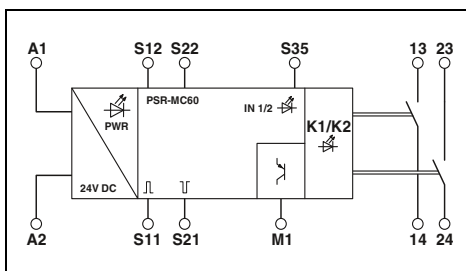 A1 S12 S22 S35 13 23
PSR-MC60
IN 1/2
PWR
K1/K2
24V DC
A2 S11 S21 M1 14 24